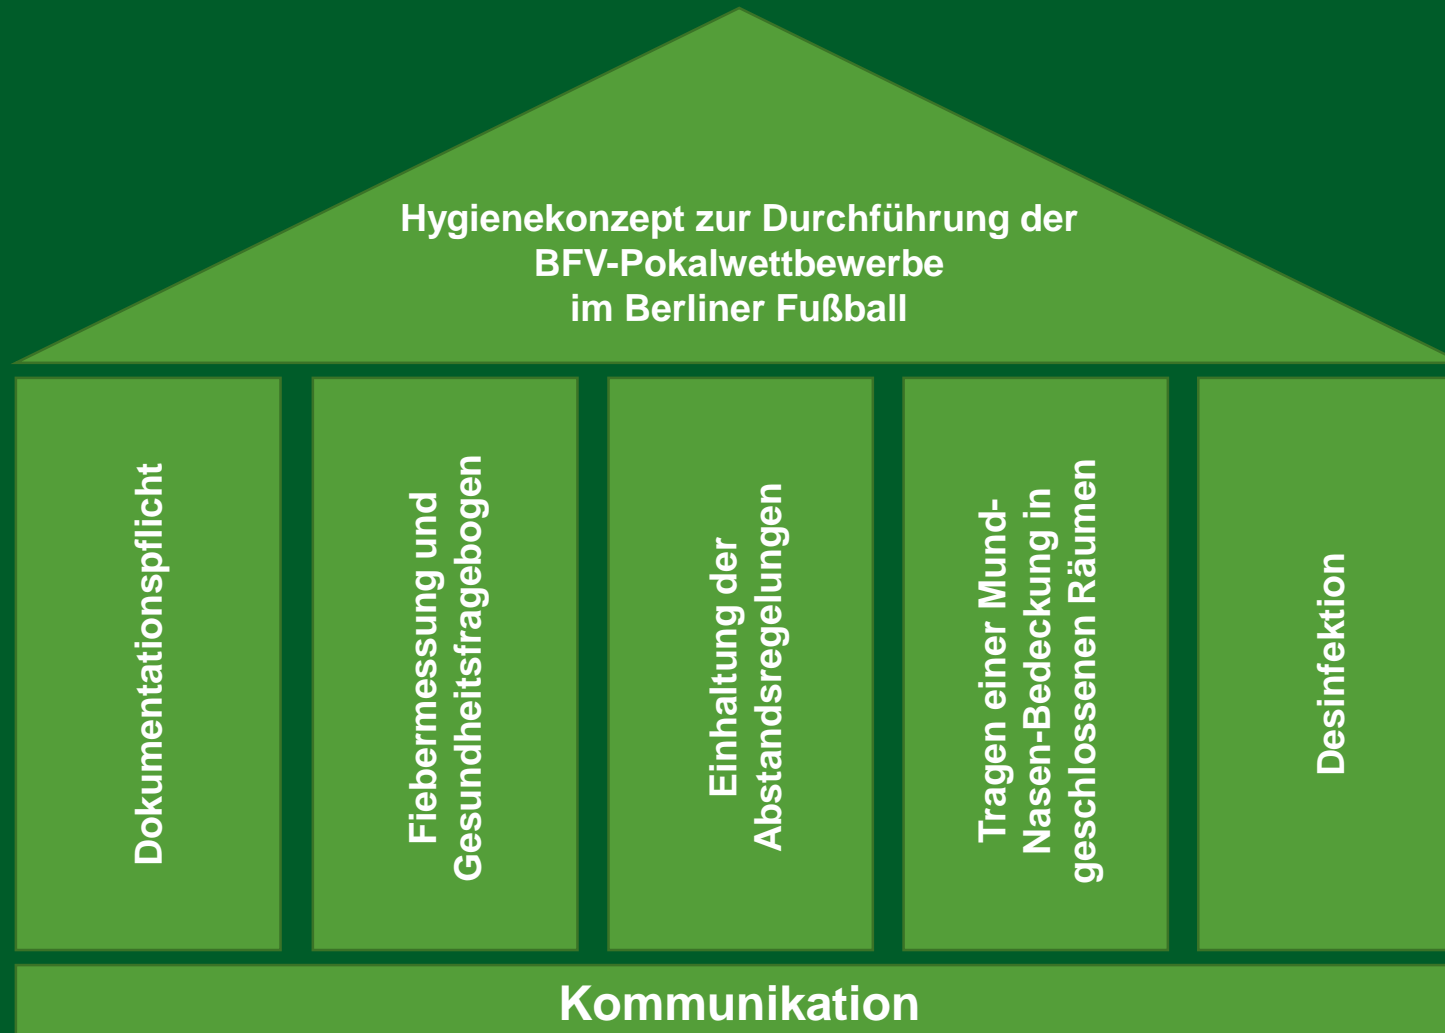 Hygienekonzept zur Durchführung der
BFV-Pokalwettbewerbe
im Berliner Fußball
Dokumentationspflicht
Fiebermessung und
Gesundheitsfragebogen
Einhaltung der
Abstandsregelungen
Tragen einer Mund-
Nasen-Bedeckung in
geschlossenen Räumen
Desinfektion
Kommunikation